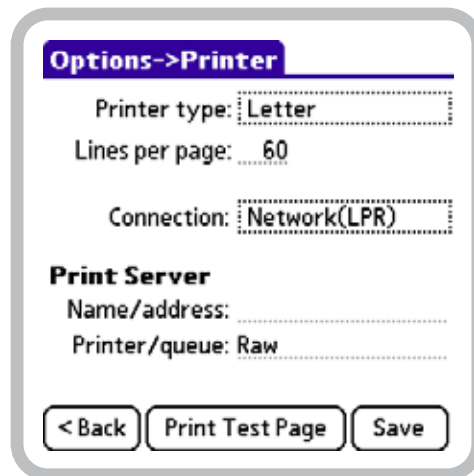 Options->Printer
Printer type: Letter
Lines per page: 60
Connection: Network(LPR)
Print Server
Name/address:
Printer/queue: Raw
< Back Print Test Page Save